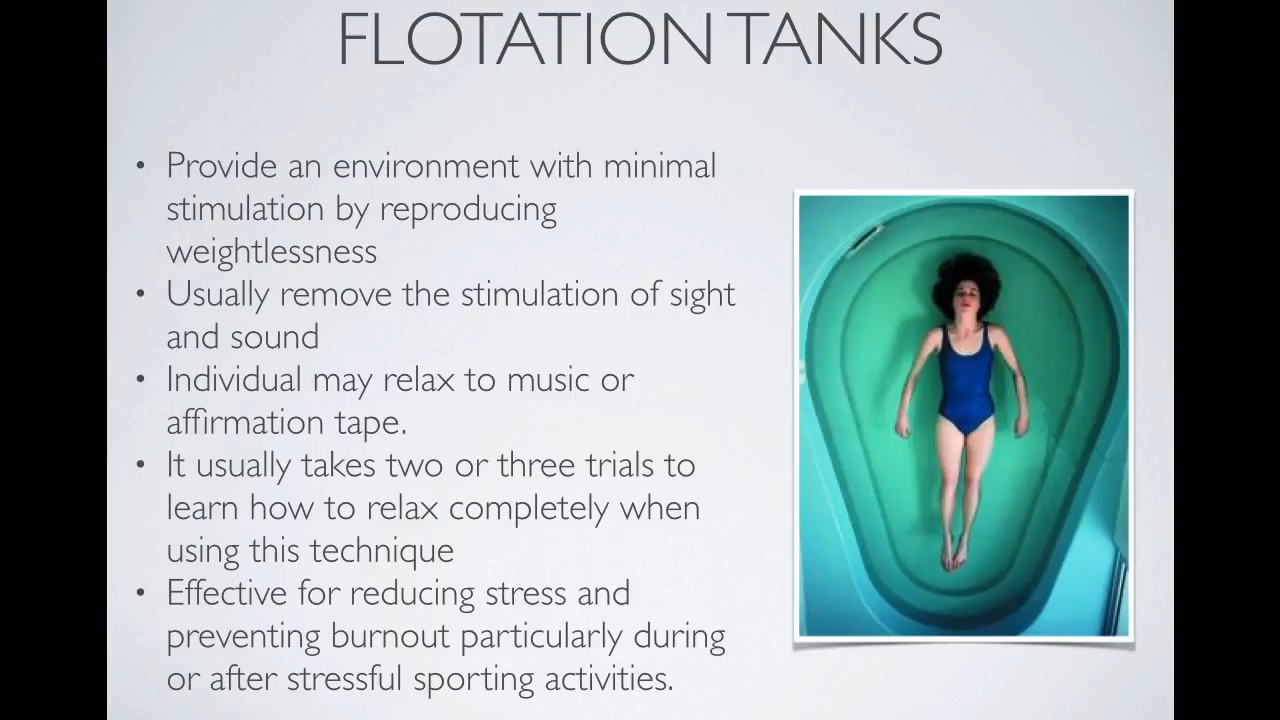 FLOTATION TANKS
• Provide an environment with minimal
stimulation by reproducing
weightlessness
• Usually remove the stimulation of sight
and sound
• Individual may relax to music or
affirmation tape.
• It usually takes two or three trials to
learn how to relax completely when
using this technique
• Effective for reducing stress and
preventing burnout particularly during
or after stressful sporting activities.